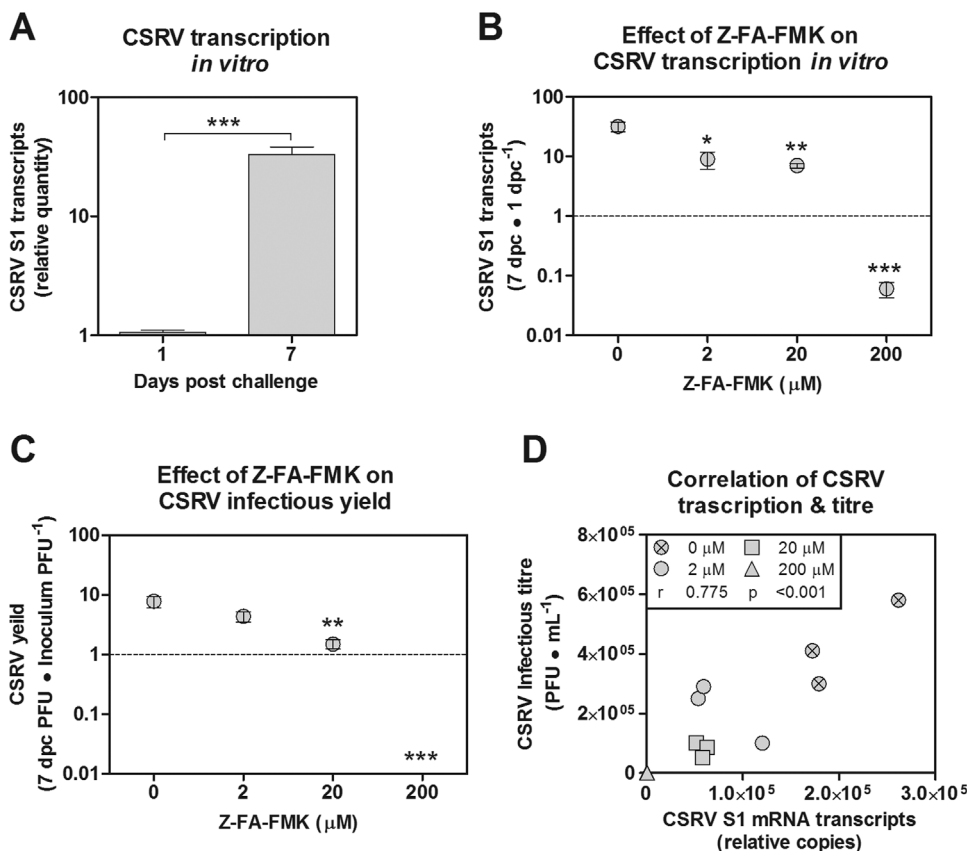 A
CSRV transcription
in vitro
CSRV S1 transcripts
(relative quantity)
100
10
1
***
1
7
Days post challenge
B
Effect of Z-FA-FMK on
CSRV transcription in vitro
CSRV S1 transcripts
(7 dpc • 1 dpc⁻¹)
100
10
1
0.1
0.01
*
**
***
0
2
20
200
Z-FA-FMK (μM)
C
Effect of Z-FA-FMK on
CSRV infectious yield
CSRV yeild
(7 dpc PFU • Inoculum PFU⁻¹)
100
10
1
0.1
0.01
**
***
0
2
20
200
Z-FA-FMK (μM)
D
Correlation of CSRV
trascription & titre
CSRV Infectious titre
(PFU • mL⁻¹)
8×10⁰⁵
6×10⁰⁵
4×10⁰⁵
2×10⁰⁵
0
0 μM 20 μM
2 μM 200 μM
r 0.775 p <0.001
0
1.0×10⁵
2.0×10⁵
3.0×10⁵
CSRV S1 mRNA transcripts
(relative copies)